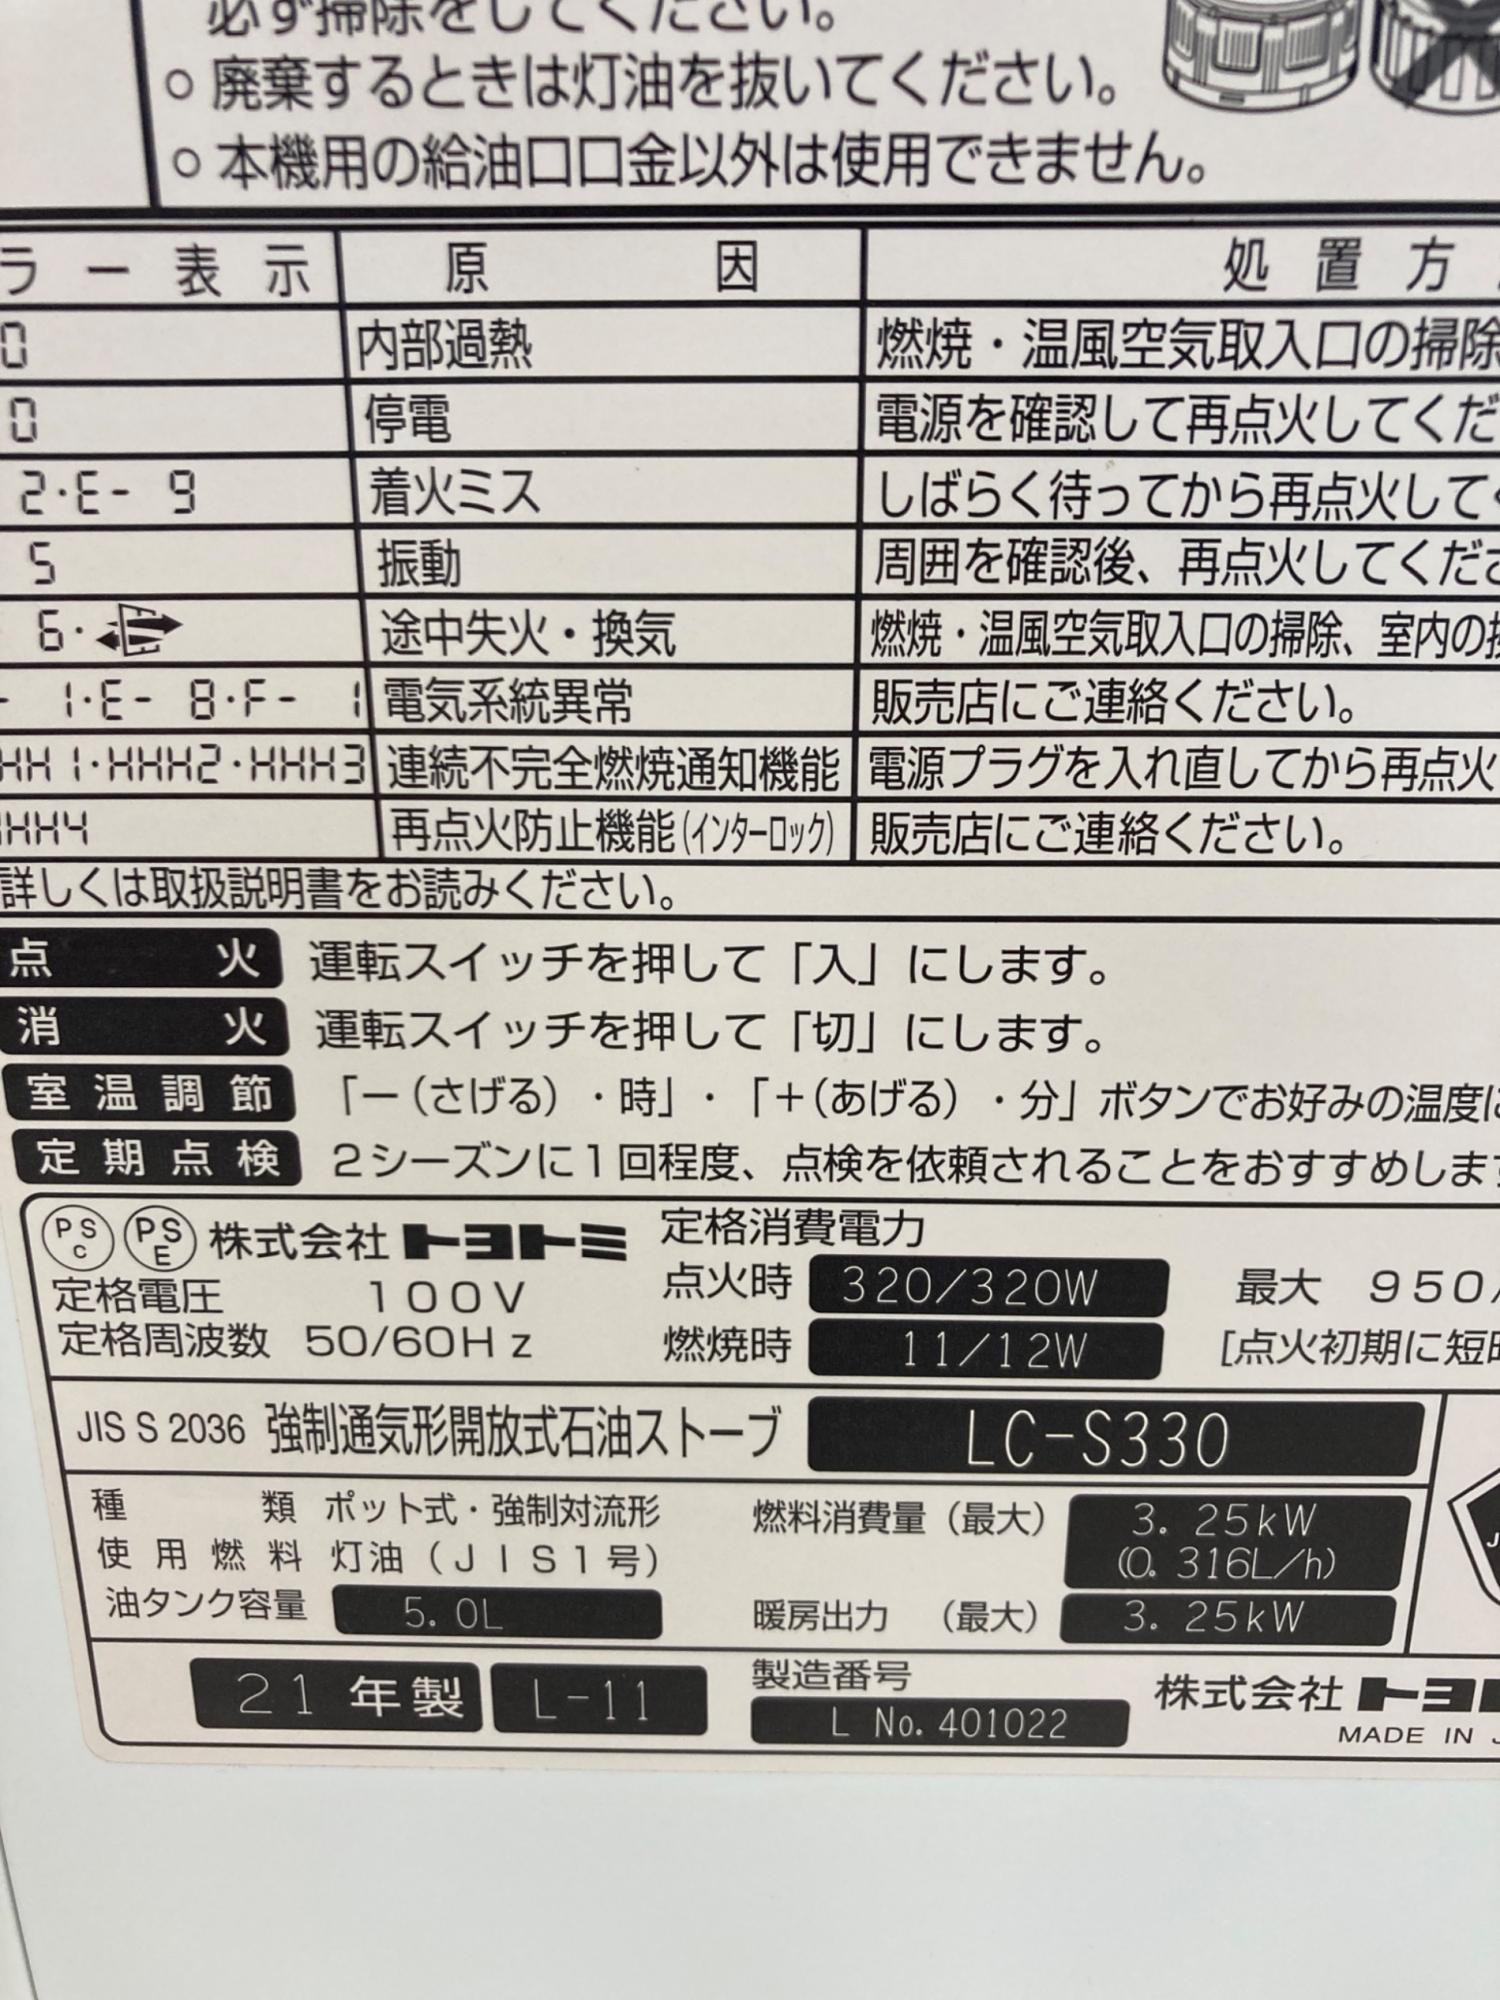 必ず掃除をしてください。
○ 廃棄するときは灯油を抜いてください。
○ 本機用の給油口口金以外は使用できません。
ラー表示 原因 処置方
0 内部過熱 燃焼・温風空気取入口の掃除
0 停電 電源を確認して再点火してくだ
2・E- 9 着火ミス しばらく待ってから再点火して
5 振動 周囲を確認後、再点火してくださ
6・ 途中失火・換気 燃焼・温風空気取入口の掃除、室内の換
- 1・E- 8・F- 1 電気系統異常 販売店にご連絡ください。
HH1・HHH2・HHH3 連続不完全燃焼通知機能 電源プラグを入れ直してから再点火
HHH4 再点火防止機能(インターロック) 販売店にご連絡ください。
詳しくは取扱説明書をお読みください。
点火 運転スイッチを押して「入」にします。
消火 運転スイッチを押して「切」にします。
室温調節 「－(さげる)・時」・「＋(あげる)・分」ボタンでお好みの温度に
定期点検 2シーズンに1回程度、点検を依頼されることをおすすめします
PSC PSE 株式会社トヨトミ 定格消費電力
定格電圧 100V 点火時 320/320W 最大 950/
定格周波数 50/60Hz 燃焼時 11/12W [点火初期に短時
JIS S 2036 強制通気形開放式石油ストーブ LC-S330
種類 ポット式・強制対流形 燃料消費量（最大） 3.25kW
使用燃料 灯油（JIS1号） (0.316L/h)
油タンク容量 5.0L 暖房出力（最大） 3.25kW
21年製 L-11 製造番号 株式会社トヨ
L No.401022 MADE IN J